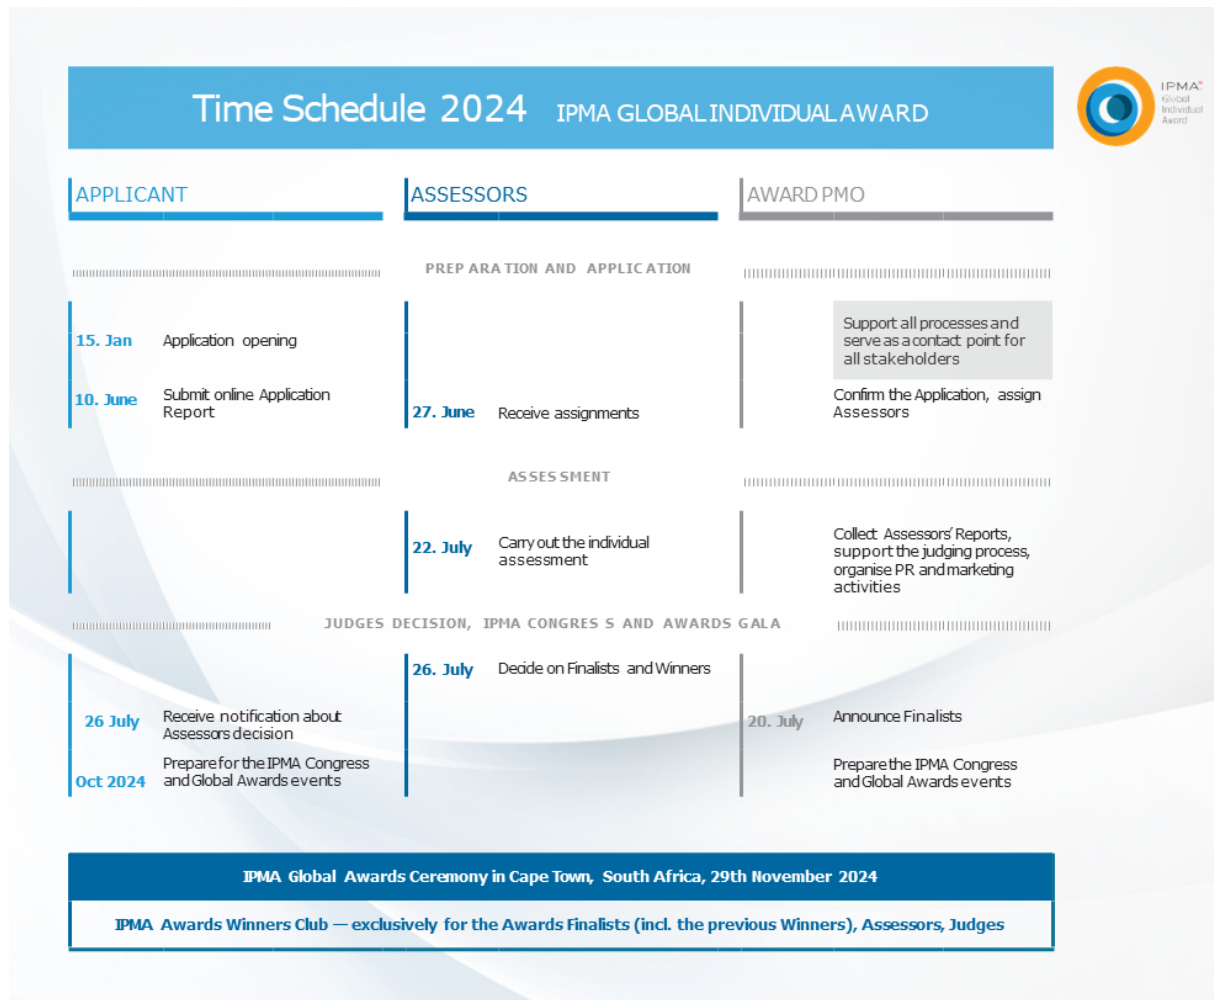 Time Schedule 2024 IPMA GLOBAL INDIVIDUAL AWARD
IPMA
Global
Individual
Award
APPLICANT
ASSESSORS
AWARD PMO
PREPARATION AND APPLICATION
15. Jan
Application opening
Support all processes and
serve as a contact point for
all stakeholders
10. June
Submit online Application
Report
27. June
Receive assignments
Confirm the Application, assign
Assessors
ASSESSMENT
22. July
Carry out the individual
assessment
Collect Assessors’ Reports,
support the judging process,
organise PR and marketing
activities
JUDGES DECISION, IPMA CONGRES S AND AWARDS GALA
26. July
Decide on Finalists and Winners
26 July
Receive notification about
Assessors decision
20. July
Announce Finalists
Oct 2024
Prepare for the IPMA Congress
and Global Awards events
Prepare the IPMA Congress
and Global Awards events
IPMA Global Awards Ceremony in Cape Town, South Africa, 29th November 2024
IPMA Awards Winners Club — exclusively for the Awards Finalists (incl. the previous Winners), Assessors, Judges